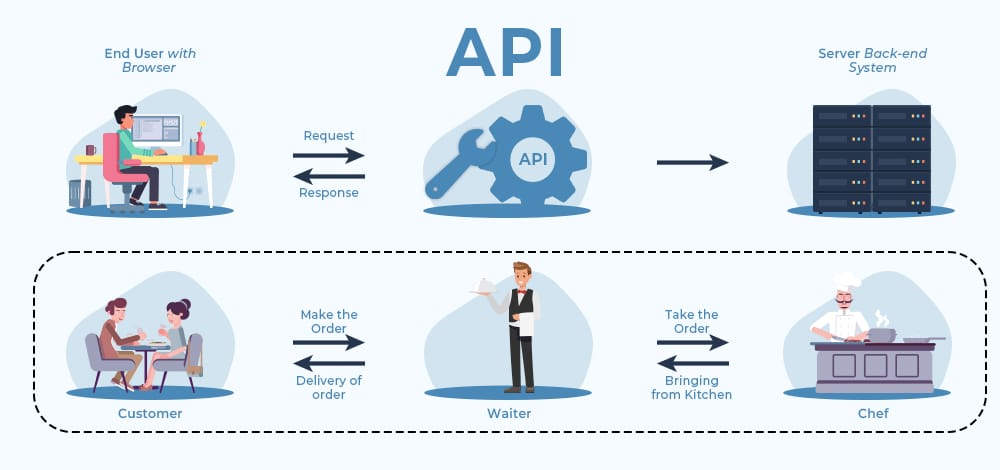 API
End User with
Browser
Server Back-end
System
Request
Response
API
Make the
Order
Delivery of
order
Take the
Order
Bringing
from Kitchen
Customer
Waiter
Chef